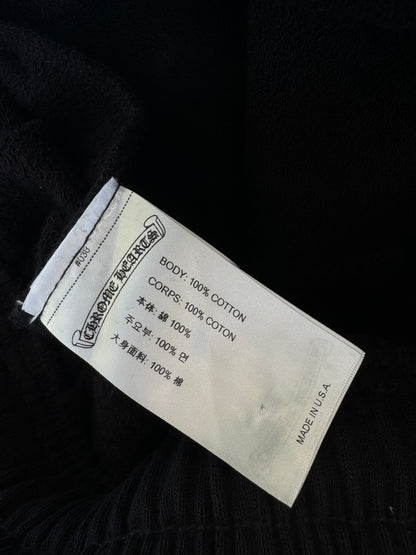 CHROME HEARTS
BODY: 100% COTTON
CORPS: 100% COTON
本体: 綿 100%
주요부: 100% 면
大身面料: 100% 棉
MADE IN U.S.A.